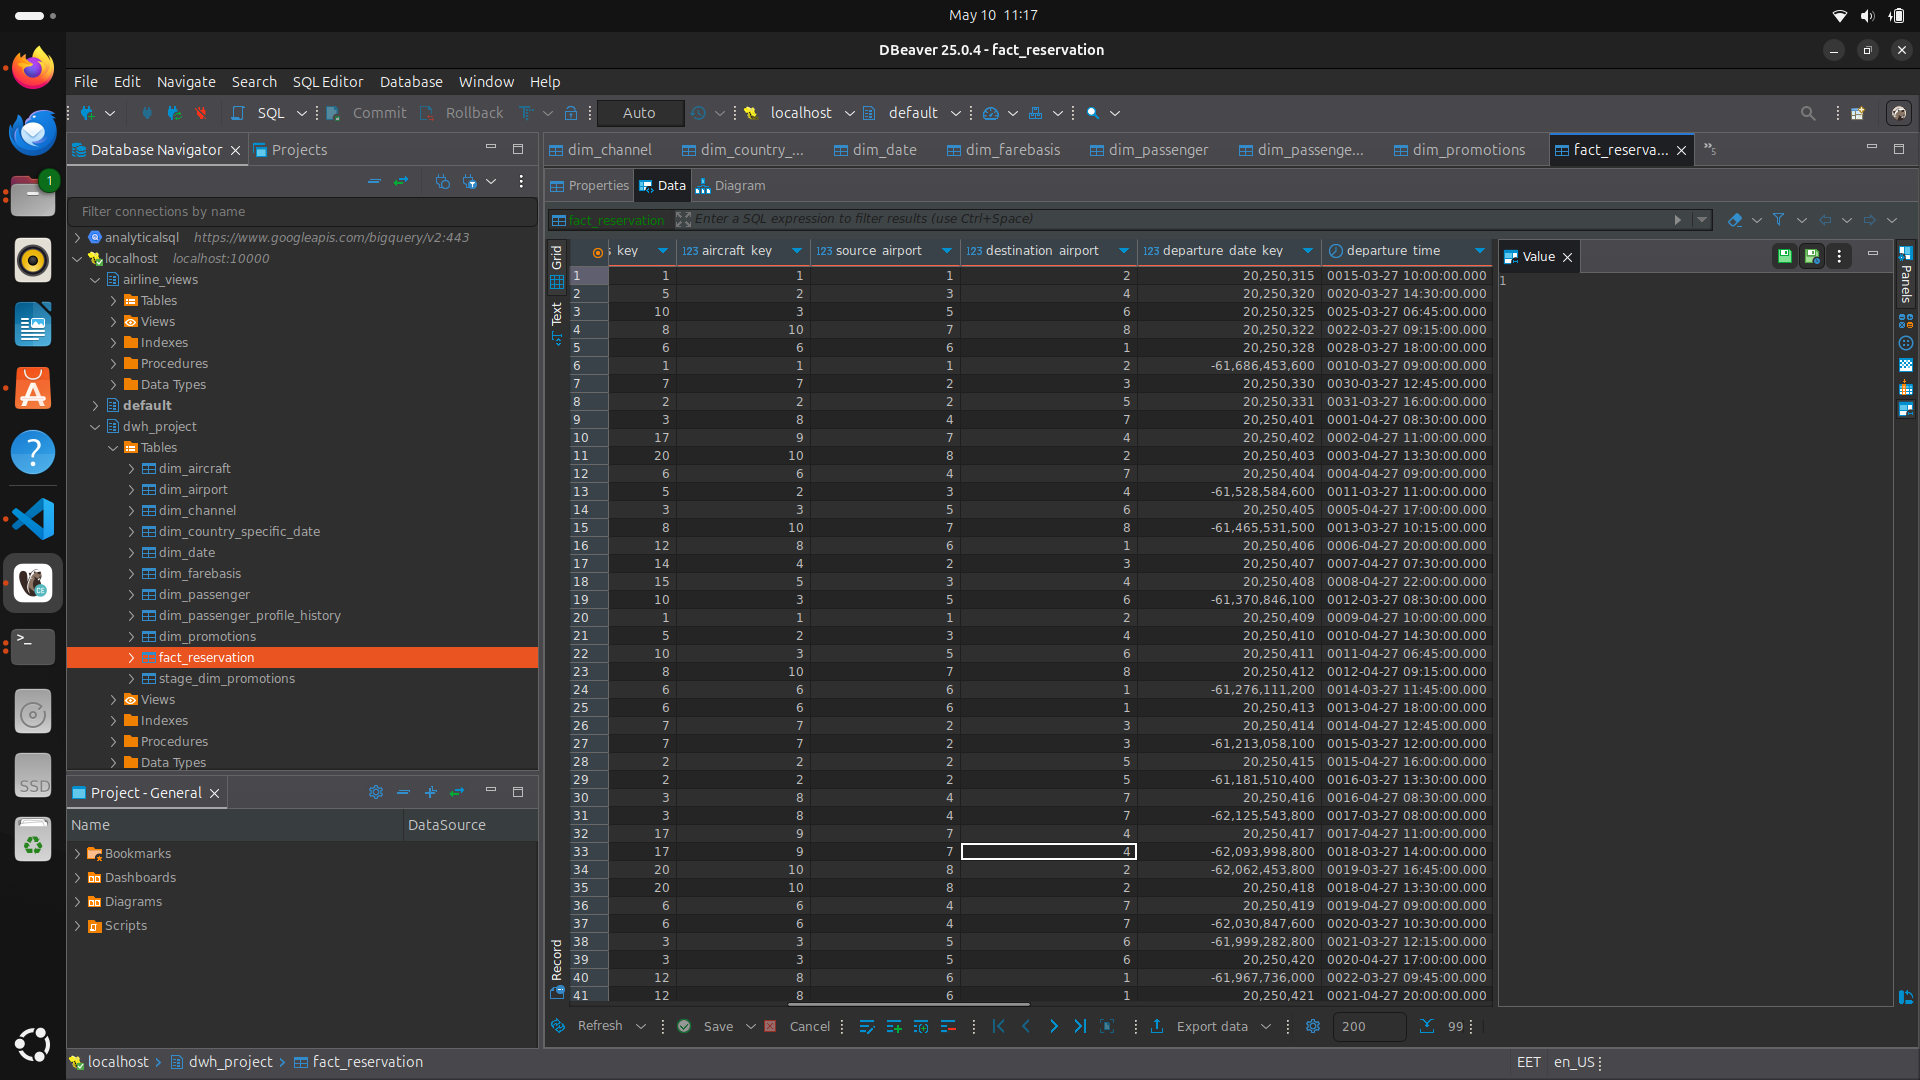 May 10 11:17
DBeaver 25.0.4 - fact_reservation
File Edit Navigate Search SQL Editor Database Window Help
SQL Commit Rollback Auto localhost default
Database Navigator Projects
dim_channel dim_country_... dim_date dim_farebasis dim_passenger dim_passenge... dim_promotions fact_reserva... »5
Properties Data Diagram
Filter connections by name
fact_reservation Enter a SQL expression to filter results (use Ctrl+Space)
analyticalsql https://www.googleapis.com/bigquery/v2:443
localhost localhost:10000
airline_views
Tables
Views
Indexes
Procedures
Data Types
default
dwh_project
Tables
dim_aircraft
dim_airport
dim_channel
dim_country_specific_date
dim_date
dim_farebasis
dim_passenger
dim_passenger_profile_history
dim_promotions
fact_reservation
stage_dim_promotions
Views
Indexes
Procedures
Data Types
Project - General
Name DataSource
Bookmarks
Dashboards
Diagrams
Scripts
Grid
Text
Record
s_key 123 aircraft_key 123 source_airport 123 destination_airport 123 departure_date_key departure_time
1 1 1 1 2 20,250,315 0015-03-27 10:00:00.000
2 5 2 3 4 20,250,320 0020-03-27 14:30:00.000
3 10 3 5 6 20,250,325 0025-03-27 06:45:00.000
4 8 10 7 8 20,250,322 0022-03-27 09:15:00.000
5 6 6 6 1 20,250,328 0028-03-27 18:00:00.000
6 1 1 1 2 -61,686,453,600 0010-03-27 09:00:00.000
7 7 7 2 3 20,250,330 0030-03-27 12:45:00.000
8 2 2 2 5 20,250,331 0031-03-27 16:00:00.000
9 3 8 4 7 20,250,401 0001-04-27 08:30:00.000
10 17 9 7 4 20,250,402 0002-04-27 11:00:00.000
11 20 10 8 2 20,250,403 0003-04-27 13:30:00.000
12 6 6 4 7 20,250,404 0004-04-27 09:00:00.000
13 5 2 3 4 -61,528,584,600 0011-03-27 11:00:00.000
14 3 3 5 6 20,250,405 0005-04-27 17:00:00.000
15 8 10 7 8 -61,465,531,500 0013-03-27 10:15:00.000
16 12 8 6 1 20,250,406 0006-04-27 20:00:00.000
17 14 4 2 3 20,250,407 0007-04-27 07:30:00.000
18 15 5 3 4 20,250,408 0008-04-27 22:00:00.000
19 10 3 5 6 -61,370,846,100 0012-03-27 08:30:00.000
20 1 1 1 2 20,250,409 0009-04-27 10:00:00.000
21 5 2 3 4 20,250,410 0010-04-27 14:30:00.000
22 10 3 5 6 20,250,411 0011-04-27 06:45:00.000
23 8 10 7 8 20,250,412 0012-04-27 09:15:00.000
24 6 6 6 1 -61,276,111,200 0014-03-27 11:45:00.000
25 6 6 6 1 20,250,413 0013-04-27 18:00:00.000
26 7 7 2 3 20,250,414 0014-04-27 12:45:00.000
27 7 7 2 3 -61,213,058,100 0015-03-27 12:00:00.000
28 2 2 2 5 20,250,415 0015-04-27 16:00:00.000
29 2 2 2 5 -61,181,510,400 0016-03-27 13:30:00.000
30 3 8 4 7 20,250,416 0016-04-27 08:30:00.000
31 3 8 4 7 -62,125,543,800 0017-03-27 08:00:00.000
32 17 9 7 4 20,250,417 0017-04-27 11:00:00.000
33 17 9 7 4 -62,093,998,800 0018-03-27 14:00:00.000
34 20 10 8 2 -62,062,453,800 0019-03-27 16:45:00.000
35 20 10 8 2 20,250,418 0018-04-27 13:30:00.000
36 6 6 4 7 20,250,419 0019-04-27 09:00:00.000
37 6 6 4 7 -62,030,847,600 0020-03-27 10:30:00.000
38 3 3 5 6 -61,999,282,800 0021-03-27 12:15:00.000
39 3 3 5 6 20,250,420 0020-04-27 17:00:00.000
40 12 8 6 1 -61,967,736,000 0022-03-27 09:45:00.000
41 12 8 6 1 20,250,421 0021-04-27 20:00:00.000
Value
1
Panels
Refresh Save Cancel Export data 200 99
localhost dwh_project fact_reservation EET en_US
1
SSD
>_